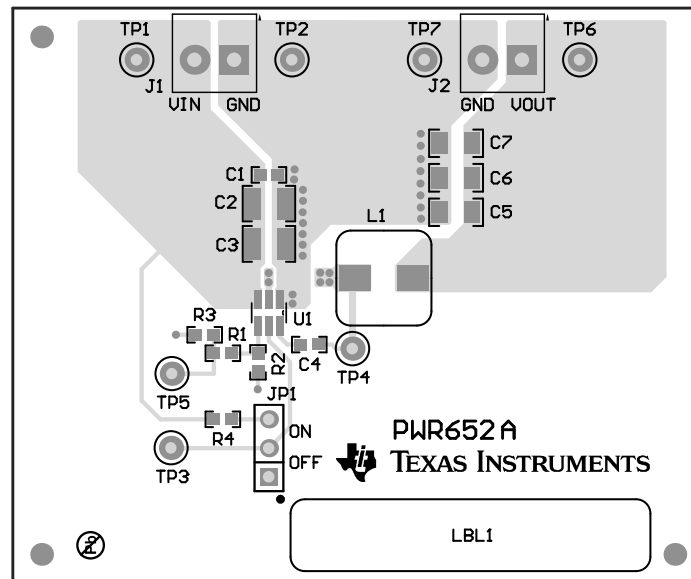 TP1
TP2
TP7
TP6
J1
VIN GND
J2
GND VOUT
C1
C2
C3
C7
C6
C5
L1
U1
R3
R1
R2
C4
TP4
TP5
JP1
R4
ON
OFF
TP3
PWR652A
TEXAS INSTRUMENTS
LBL1
Pb